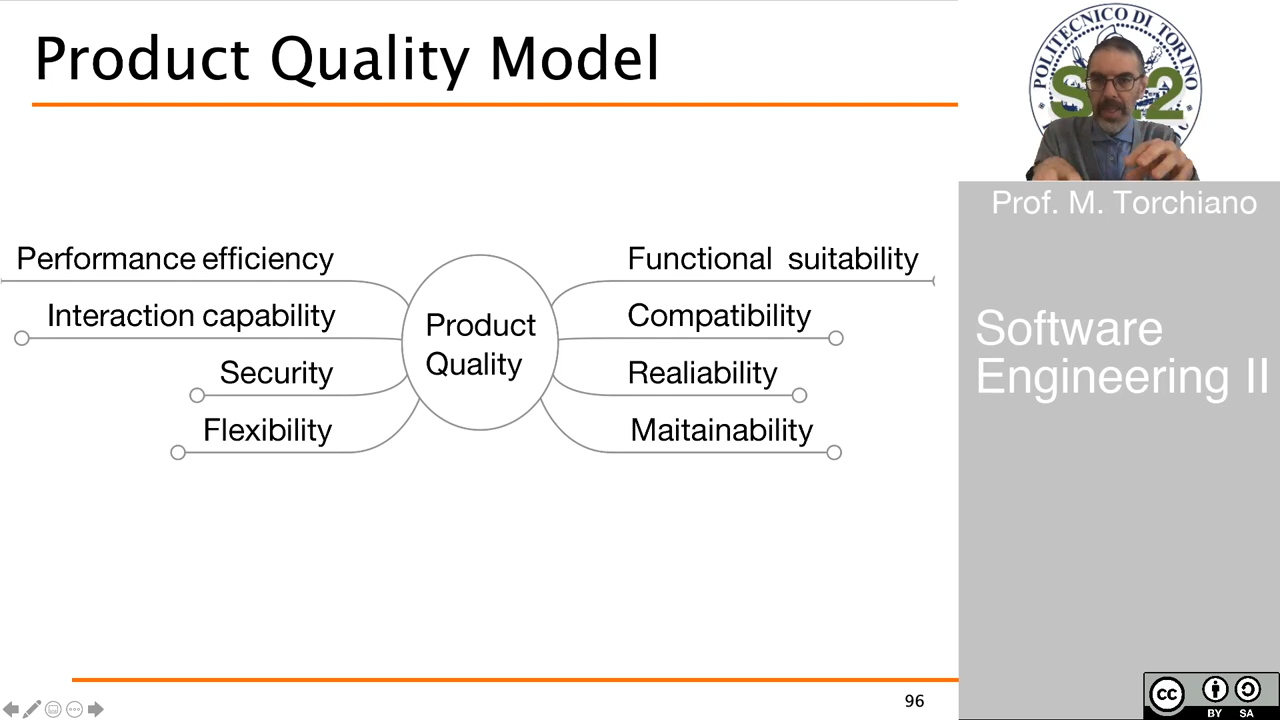 Product Quality Model
POLITECNICO DI TORINO
Prof. M. Torchiano
Performance efficiency
Interaction capability
Security
Flexibility
Product
Quality
Functional suitability
Compatibility
Realiability
Maitainability
Software
Engineering II
96
cc
BY SA